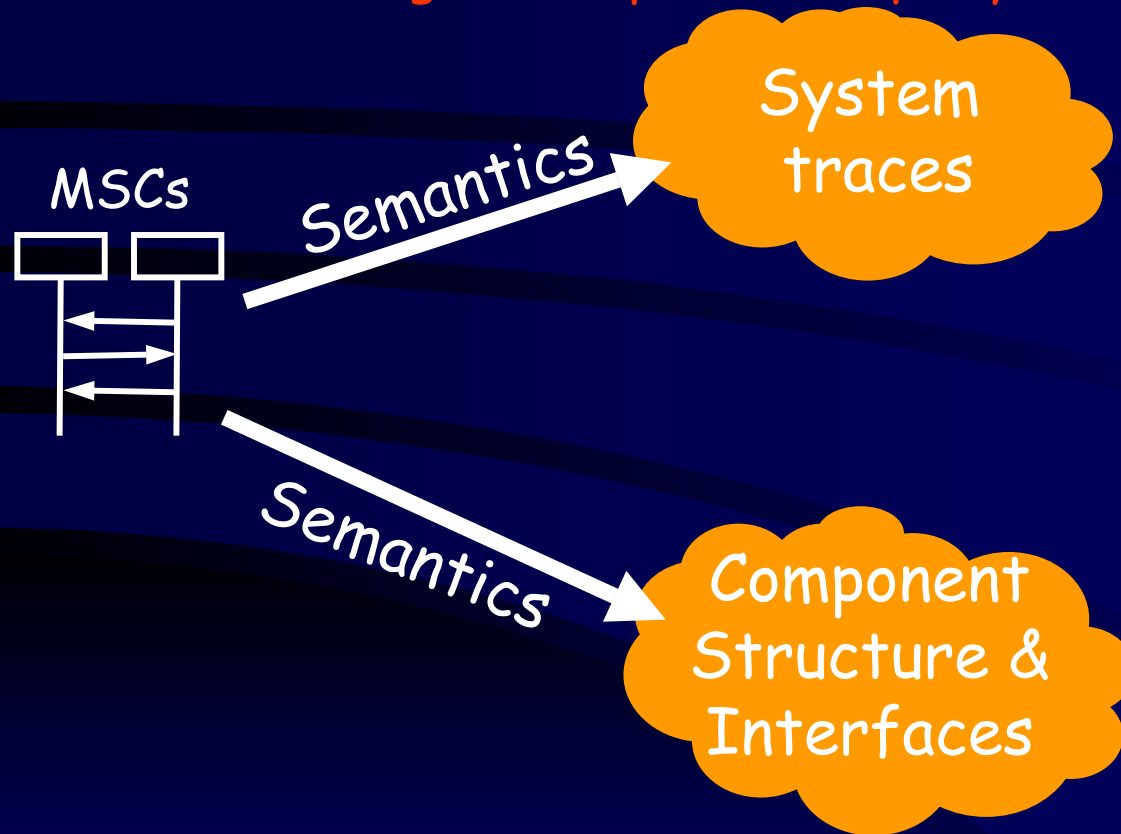 MSCs
Semantics
System
traces
Semantics
Component
Structure &
Interfaces